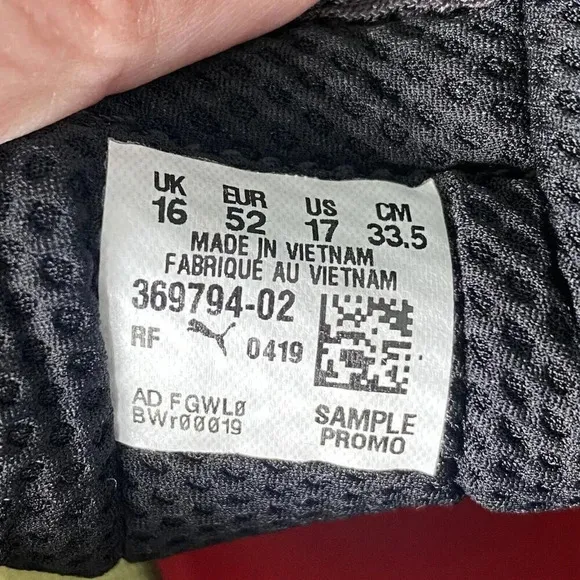 UK EUR US CM
16 52 17 33.5
MADE IN VIETNAM
FABRIQUE AU VIETNAM
369794-02
RF 0419
AD FGWL0
BWr00019
SAMPLE
PROMO